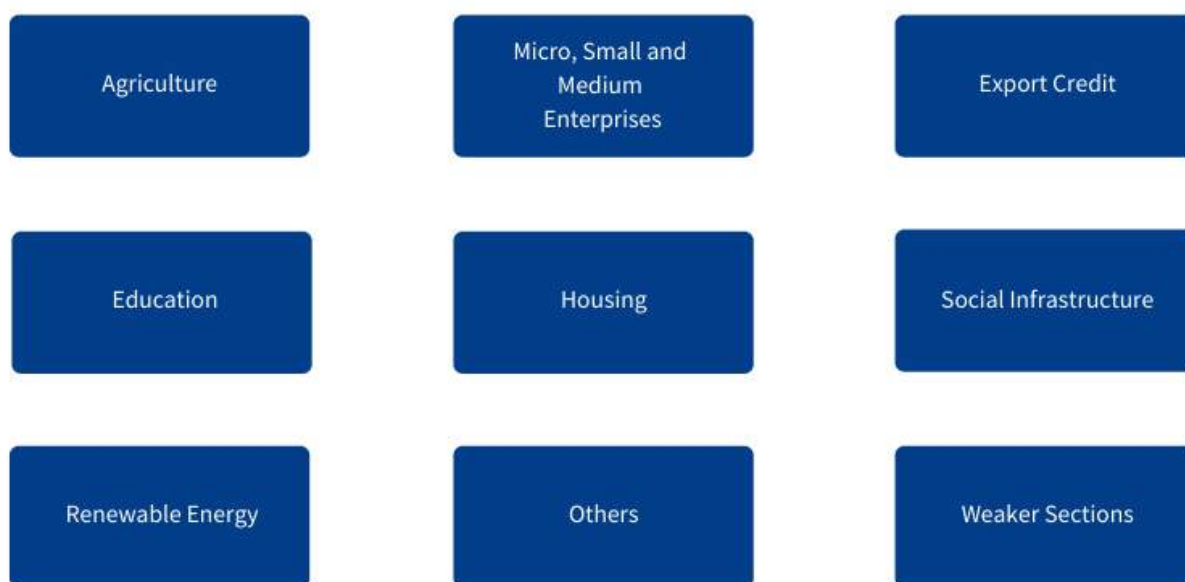 Agriculture
Micro, Small and
Medium
Enterprises
Export Credit
Education
Housing
Social Infrastructure
Renewable Energy
Others
Weaker Sections